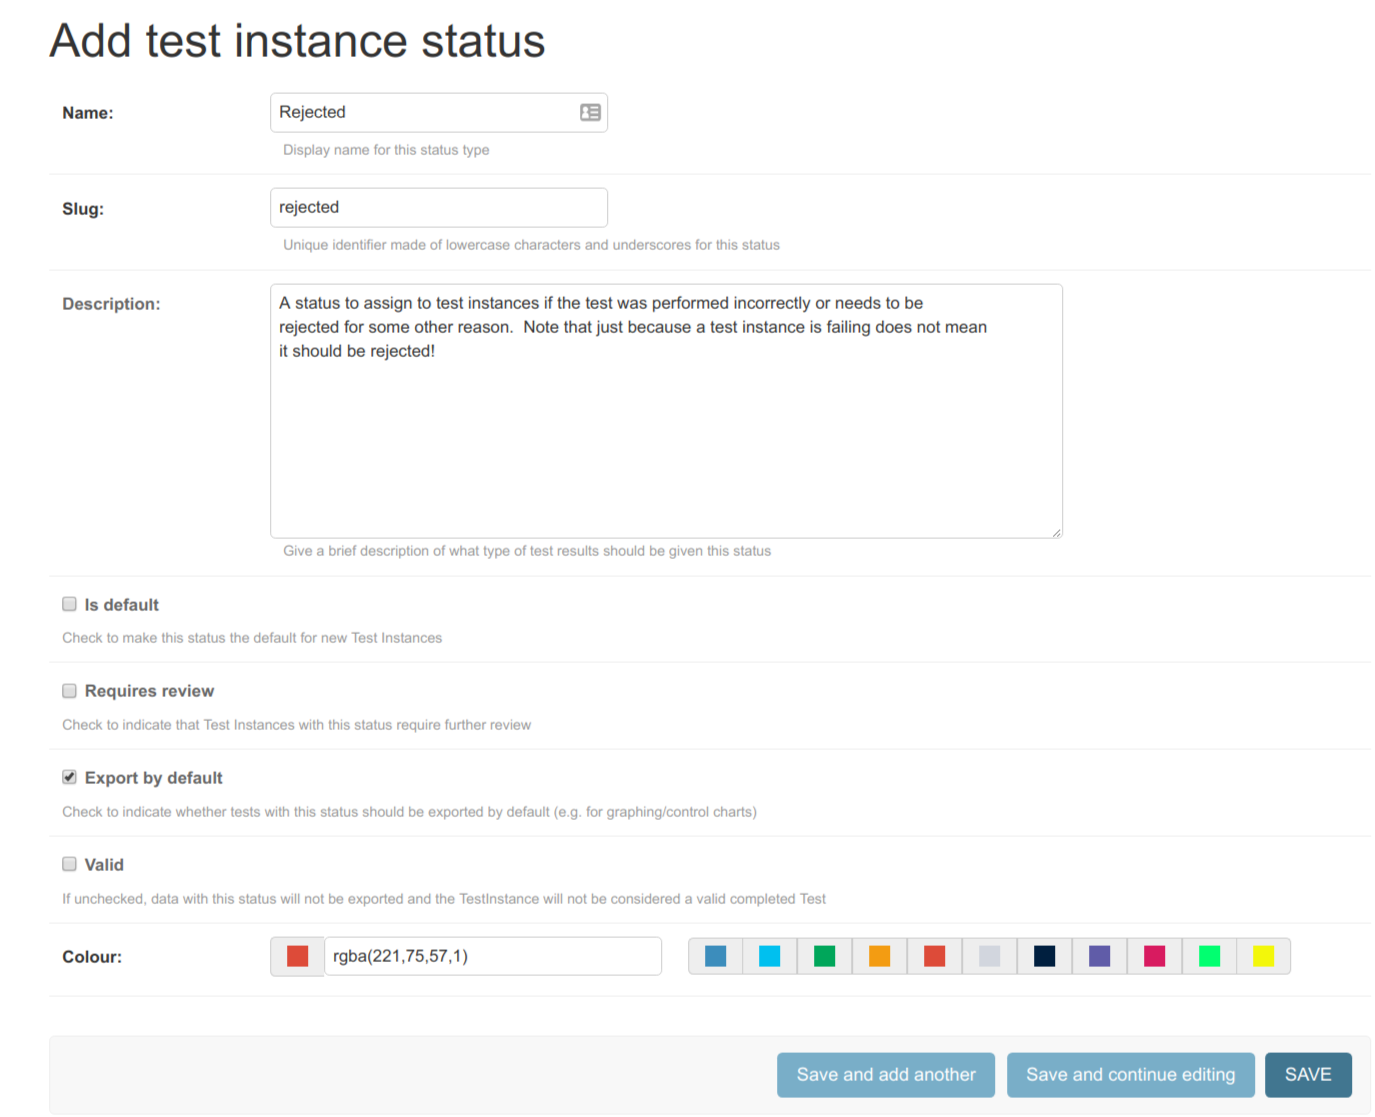 Add test instance status
Name:
Rejected
Display name for this status type
Slug:
rejected
Unique identifier made of lowercase characters and underscores for this status
Description:
A status to assign to test instances if the test was performed incorrectly or needs to be
rejected for some other reason.  Note that just because a test instance is failing does not mean
it should be rejected!
Give a brief description of what type of test results should be given this status
Is default
Check to make this status the default for new Test Instances
Requires review
Check to indicate that Test Instances with this status require further review
Export by default
Check to indicate whether tests with this status should be exported by default (e.g. for graphing/control charts)
Valid
If unchecked, data with this status will not be exported and the TestInstance will not be considered a valid completed Test
Colour:
rgba(221,75,57,1)
Save and add another
Save and continue editing
SAVE